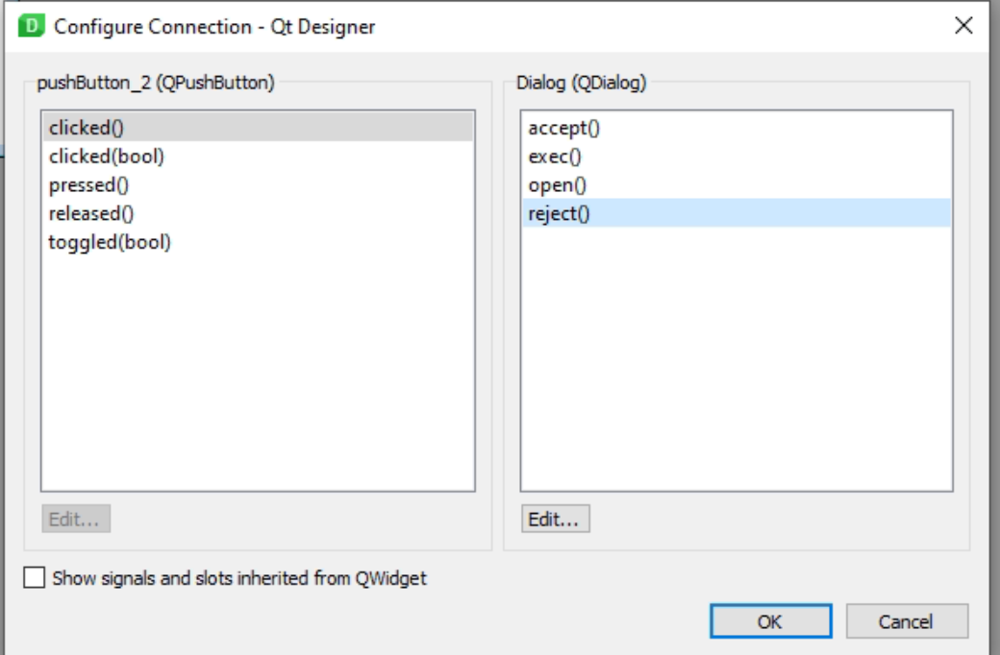 D Configure Connection - Qt Designer
pushButton_2 (QPushButton)
clicked()
clicked(bool)
pressed()
released()
toggled(bool)
Edit...
Dialog (QDialog)
accept()
exec()
open()
reject()
Edit...
Show signals and slots inherited from QWidget
OK
Cancel